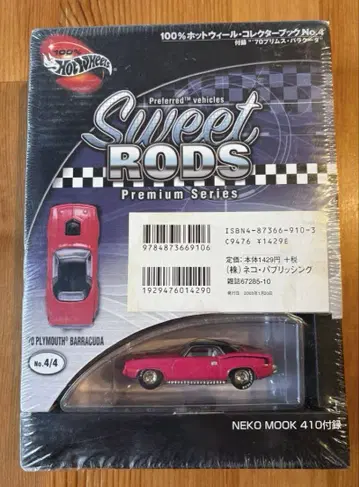 100%ホットウィール・コレクターブックNo.4
付録 "70プリムス・バラクーダ"
100%
HOT WHEELS
Preferred™ vehicles
Sweet
RODS
Premium Series
ISBN4-87366-910-3
C9476 ¥1429E
9784873669106
定価:本体1429円 +税
(株)ネコ・パブリッシング
雑誌67285-10
1929476014290
PLYMOUTH® BARRACUDA
No.4/4
NEKO MOOK 410付録